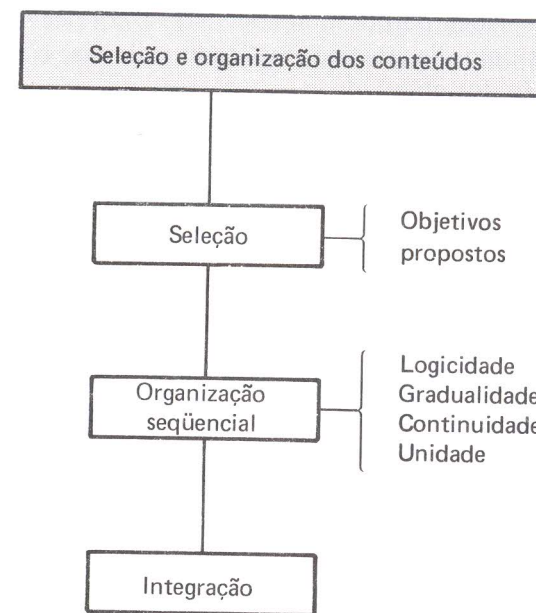 Seleção e organização dos conteúdos
Seleção
Objetivos
propostos
Organização
seqüencial
Logicidade
Gradualidade
Continuidade
Unidade
Integração